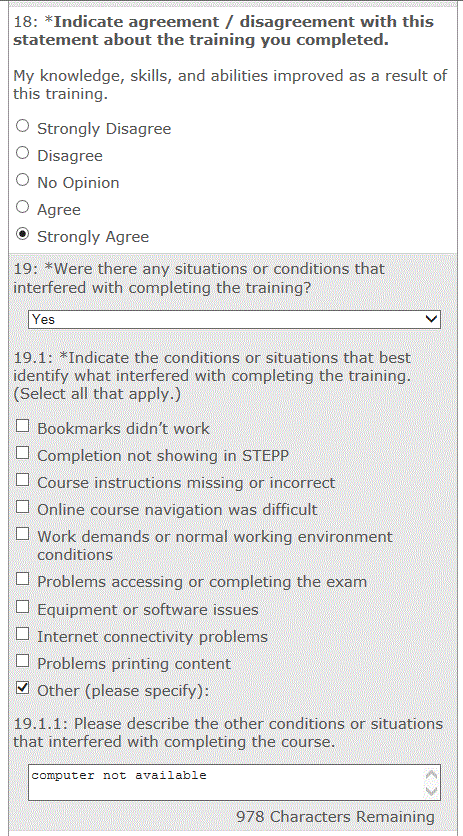 18: *Indicate agreement / disagreement with this
statement about the training you completed.
My knowledge, skills, and abilities improved as a result of
this training.
Strongly Disagree
Disagree
No Opinion
Agree
Strongly Agree
19: *Were there any situations or conditions that
interfered with completing the training?
Yes
19.1: *Indicate the conditions or situations that best
identify what interfered with completing the training.
(Select all that apply.)
Bookmarks didn’t work
Completion not showing in STEPP
Course instructions missing or incorrect
Online course navigation was difficult
Work demands or normal working environment
conditions
Problems accessing or completing the exam
Equipment or software issues
Internet connectivity problems
Problems printing content
Other (please specify):
19.1.1: Please describe the other conditions or situations
that interfered with completing the course.
computer not available
978 Characters Remaining